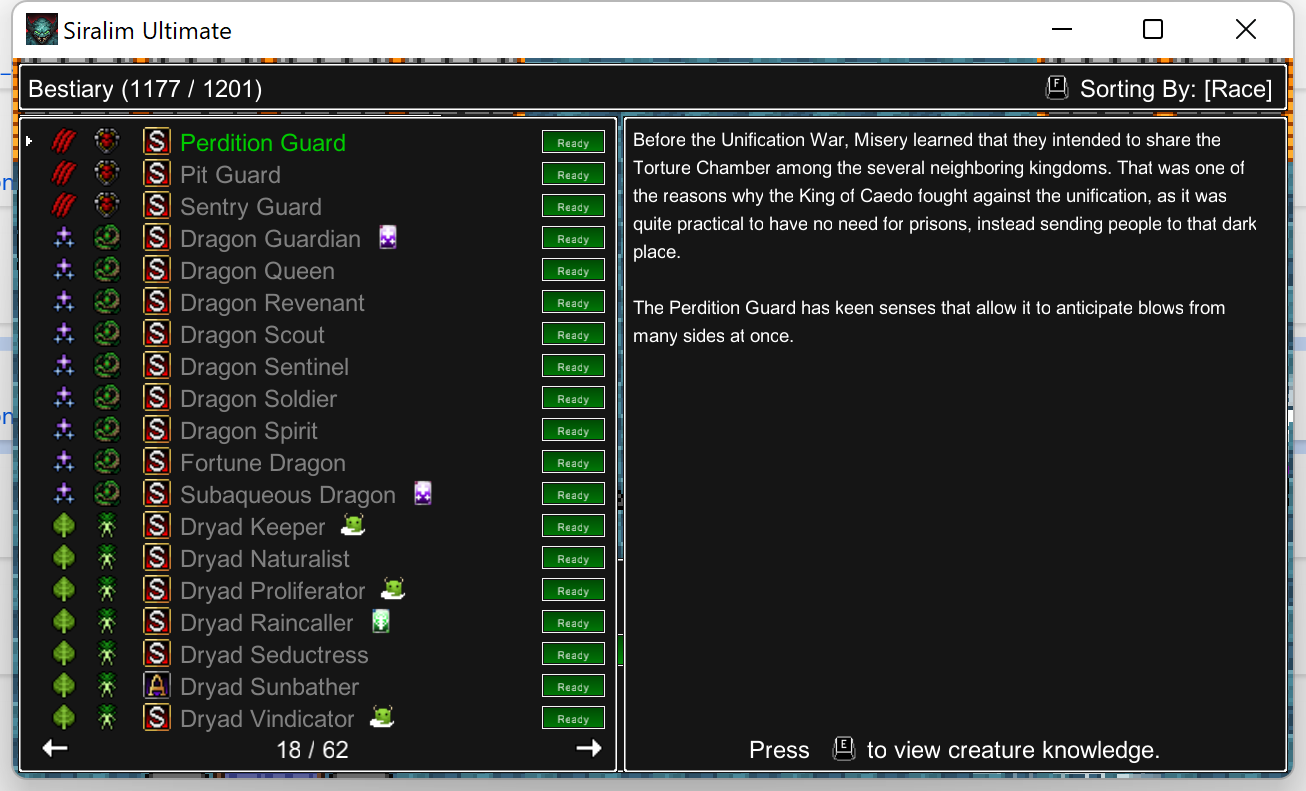 Siralim Ultimate
Bestiary (1177 / 1201)
F Sorting By: [Race]
S Perdition Guard Ready
S Pit Guard Ready
S Sentry Guard Ready
S Dragon Guardian Ready
S Dragon Queen Ready
S Dragon Revenant Ready
S Dragon Scout Ready
S Dragon Sentinel Ready
S Dragon Soldier Ready
S Dragon Spirit Ready
S Fortune Dragon Ready
S Subaqueous Dragon Ready
S Dryad Keeper Ready
S Dryad Naturalist Ready
S Dryad Proliferator Ready
S Dryad Raincaller Ready
S Dryad Seductress Ready
A Dryad Sunbather Ready
S Dryad Vindicator Ready
18 / 62
Before the Unification War, Misery learned that they intended to share the
Torture Chamber among the several neighboring kingdoms. That was one of
the reasons why the King of Caedo fought against the unification, as it was
quite practical to have no need for prisons, instead sending people to that dark
place.
The Perdition Guard has keen senses that allow it to anticipate blows from
many sides at once.
Press E to view creature knowledge.